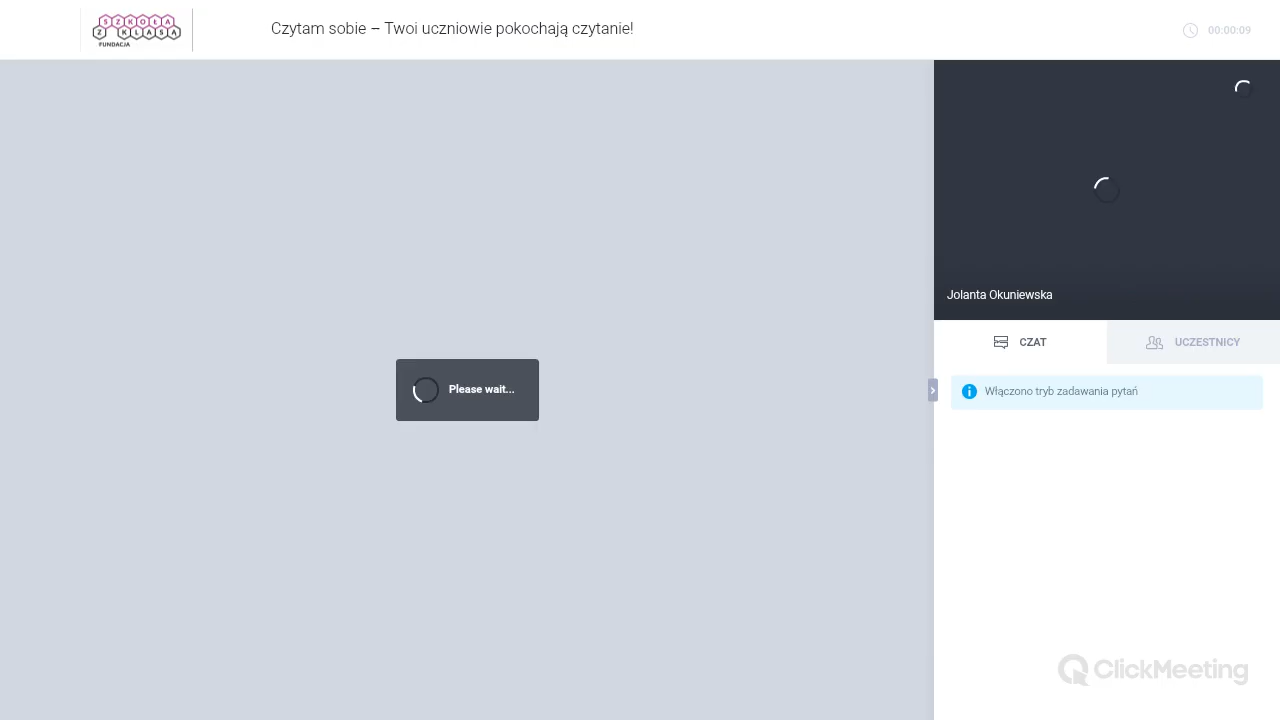 SZKOŁA
Z KLASĄ
FUNDACJA
Czytam sobie – Twoi uczniowie pokochają czytanie!
00:00:09
Jolanta Okuniewska
CZAT
UCZESTNICY
Please wait...
Włączono tryb zadawania pytań
ClickMeeting